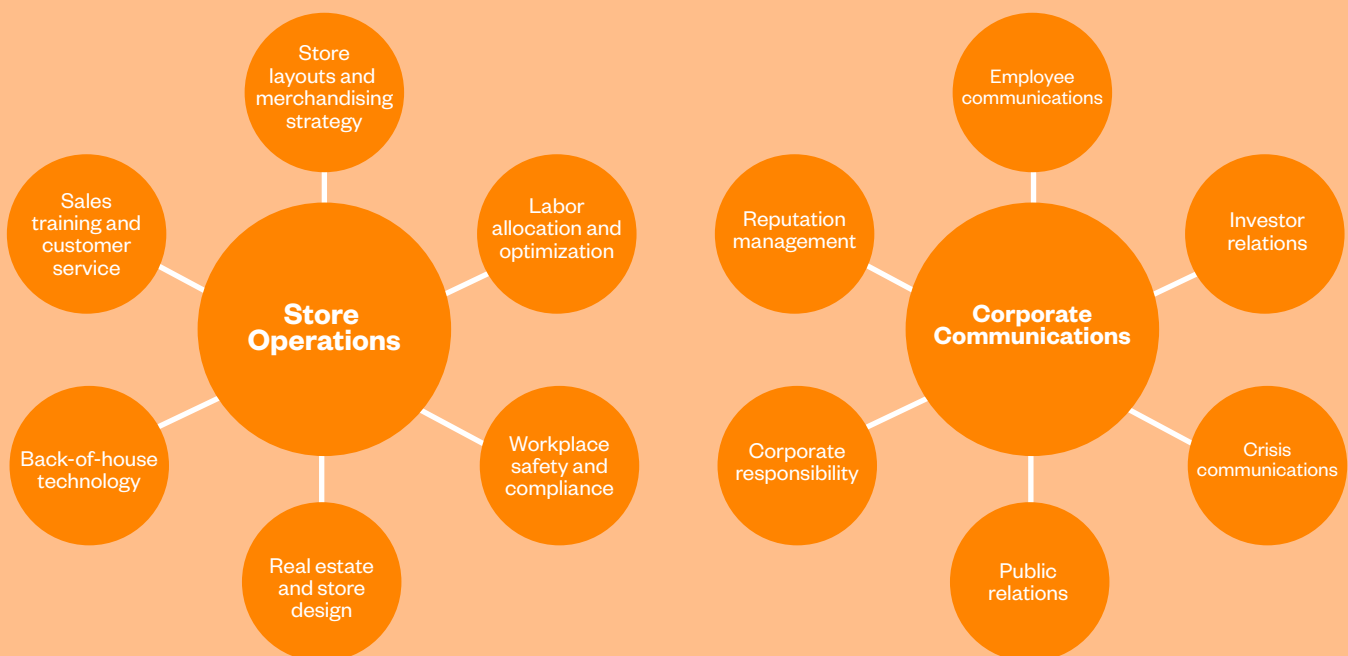 Store
layouts and
merchandising
strategy
Sales
training and
customer
service
Labor
allocation and
optimization
Store
Operations
Back-of-house
technology
Workplace
safety and
compliance
Real estate
and store
design
Employee
communications
Reputation
management
Investor
relations
Corporate
Communications
Corporate
responsibility
Crisis
communications
Public
relations